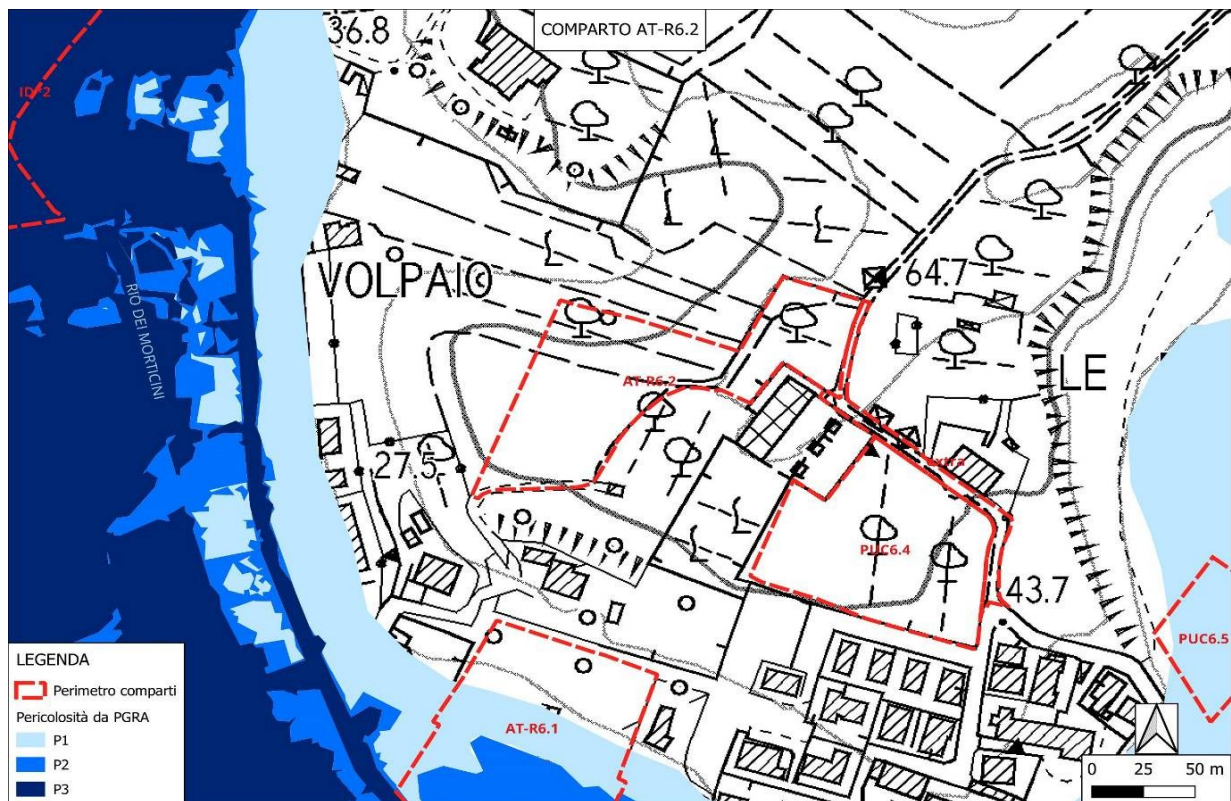 COMPARTO AT-R6.2
36.8
64.7
VOLPAIO
RIO DEI MORTICINI
AT-R6.2
LE
27.5
extra
PUC6.4
43.7
PUC6.5
AT-R6.1
LEGENDA
Perimetro comparti
Pericolosità da PGRA
P1
P2
P3
0 25 50 m